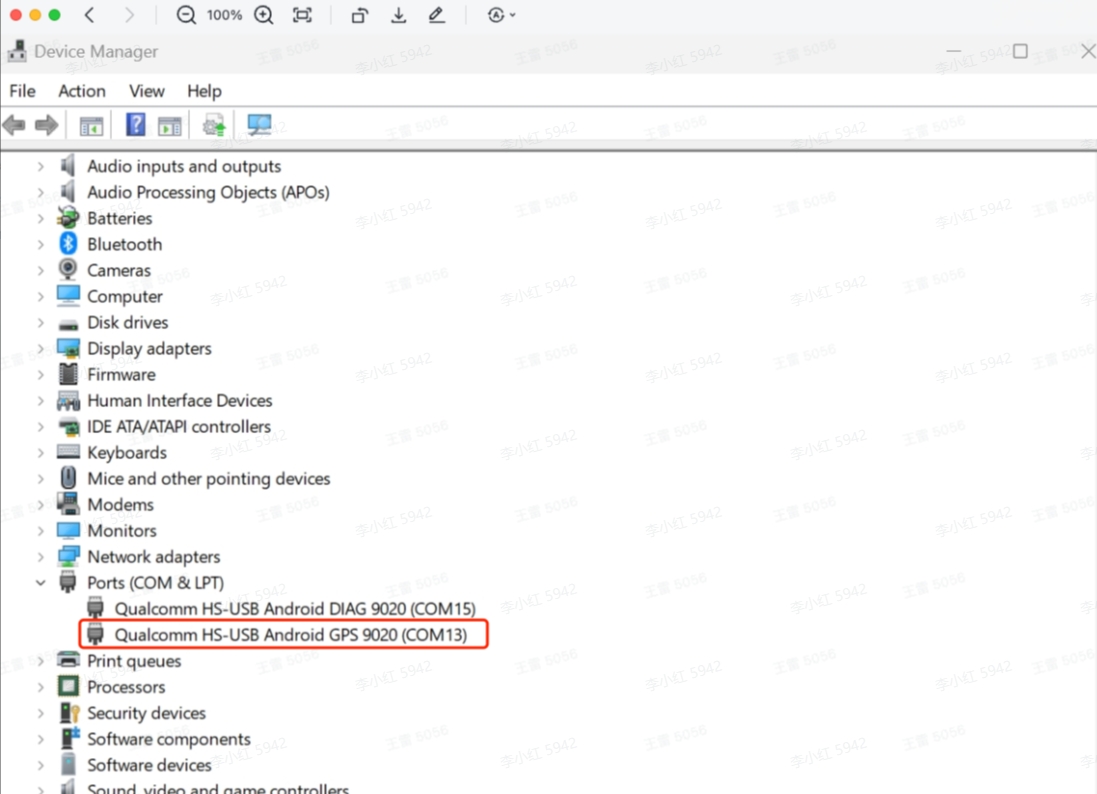 100%
Device Manager
File Action View Help
Audio inputs and outputs
Audio Processing Objects (APOs)
Batteries
Bluetooth
Cameras
Computer
Disk drives
Display adapters
Firmware
Human Interface Devices
IDE ATA/ATAPI controllers
Keyboards
Mice and other pointing devices
Modems
Monitors
Network adapters
Ports (COM & LPT)
Qualcomm HS-USB Android DIAG 9020 (COM15)
Qualcomm HS-USB Android GPS 9020 (COM13)
Print queues
Processors
Security devices
Software components
Software devices
Sound, video and game controllers
李小红 5942
王雷 6056